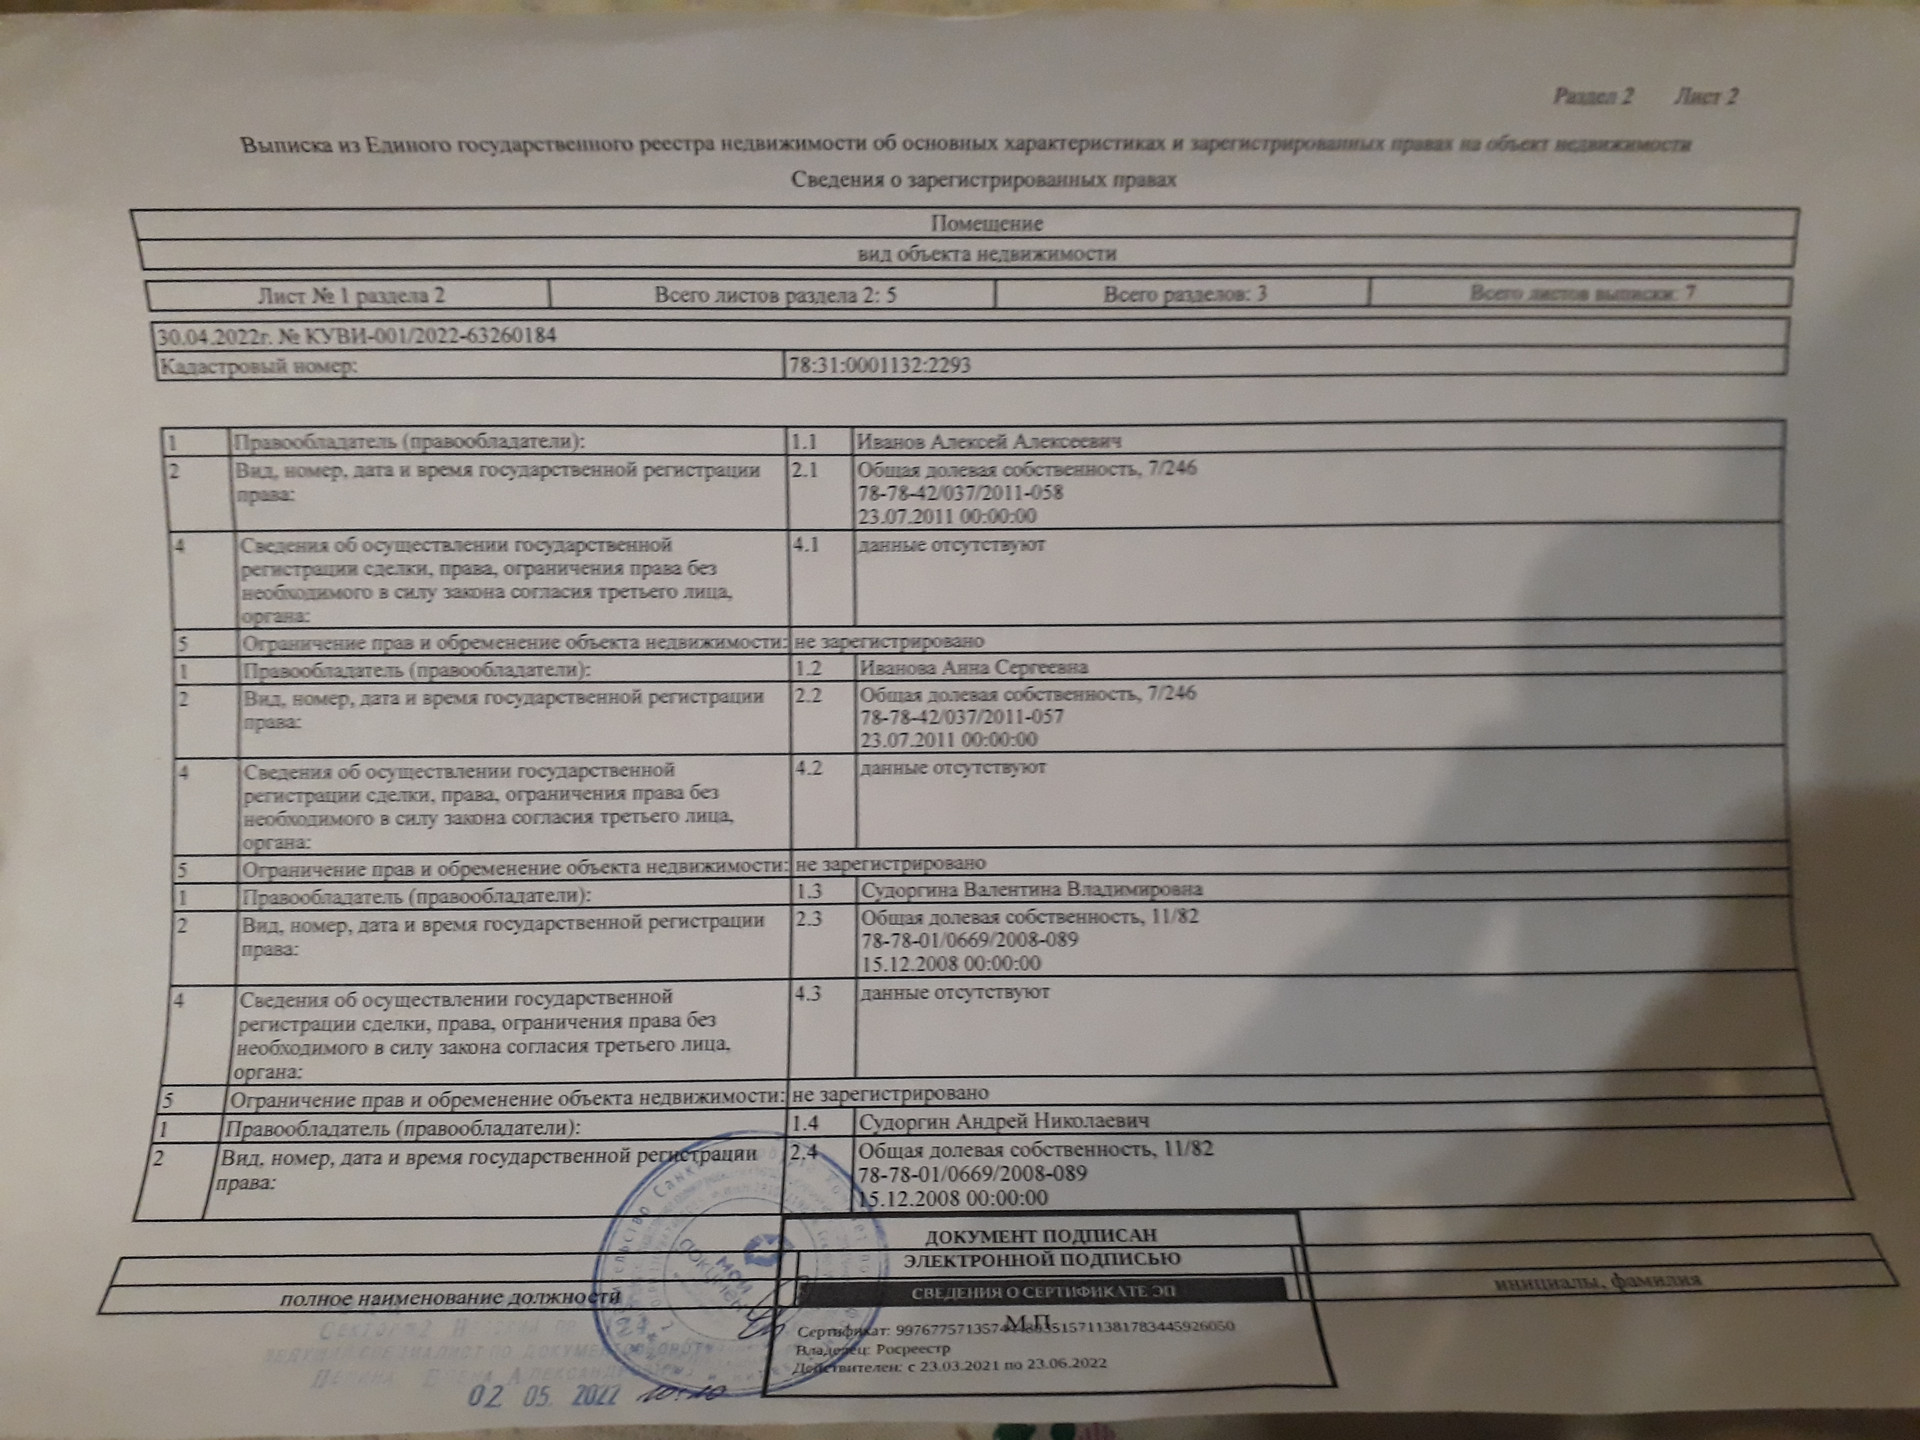 Раздел 2 Лист 2
Выписка из Единого государственного реестра недвижимости об основных характеристиках и зарегистрированных правах на объект недвижимости
Сведения о зарегистрированных правах
Помещение
вид объекта недвижимости
Лист № 1 раздела 2 Всего листов раздела 2: 5 Всего разделов: 3 Всего листов выписки: 7
30.04.2022г. № КУВИ-001/2022-63260184
Кадастровый номер: 78:31:0001132:2293
1 Правообладатель (правообладатели): 1.1 Иванов Алексей Алексеевич
2 Вид, номер, дата и время государственной регистрации 2.1 Общая долевая собственность, 7/246
права: 78-78-42/037/2011-058
23.07.2011 00:00:00
4 Сведения об осуществлении государственной 4.1 данные отсутствуют
регистрации сделки, права, ограничения права без
необходимого в силу закона согласия третьего лица,
органа:
5 Ограничение прав и обременение объекта недвижимости: не зарегистрировано
1 Правообладатель (правообладатели): 1.2 Иванова Анна Сергеевна
2 Вид, номер, дата и время государственной регистрации 2.2 Общая долевая собственность, 7/246
права: 78-78-42/037/2011-057
23.07.2011 00:00:00
4 Сведения об осуществлении государственной 4.2 данные отсутствуют
регистрации сделки, права, ограничения права без
необходимого в силу закона согласия третьего лица,
органа:
5 Ограничение прав и обременение объекта недвижимости: не зарегистрировано
1 Правообладатель (правообладатели): 1.3 Судоргина Валентина Владимировна
2 Вид, номер, дата и время государственной регистрации 2.3 Общая долевая собственность, 11/82
права: 78-78-01/0669/2008-089
15.12.2008 00:00:00
4 Сведения об осуществлении государственной 4.3 данные отсутствуют
регистрации сделки, права, ограничения права без
необходимого в силу закона согласия третьего лица,
органа:
5 Ограничение прав и обременение объекта недвижимости: не зарегистрировано
1 Правообладатель (правообладатели): 1.4 Судоргин Андрей Николаевич
2 Вид, номер, дата и время государственной регистрации 2.4 Общая долевая собственность, 11/82
права: 78-78-01/0669/2008-089
15.12.2008 00:00:00
ДОКУМЕНТ ПОДПИСАН
ЭЛЕКТРОННОЙ ПОДПИСЬЮ
полное наименование должности СВЕДЕНИЯ О СЕРТИФИКАТЕ ЭП инициалы, фамилия
М.П.
Сертификат:
Владелец: Росреестр
Действителен: с 23.03.2021 по 23.06.2022
МОИ
ДОКУМЕНТЫ
ВЕДУЩИЙ СПЕЦИАЛИСТ ПО
02 05. 2022 10:10